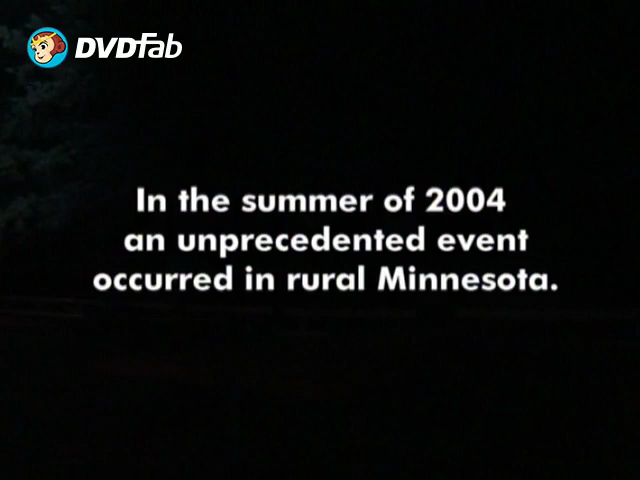 DVDFab
In the summer of 2004
an unprecedented event
occurred in rural Minnesota.